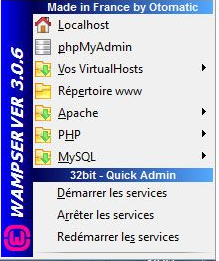 Made in France by Otomatic
WAMPSERVER 3.0.6
Localhost
phpMyAdmin
Vos VirtualHosts
Répertoire www
Apache
PHP
MySQL
32bit - Quick Admin
Démarrer les services
Arrêter les services
Redémarrer les services